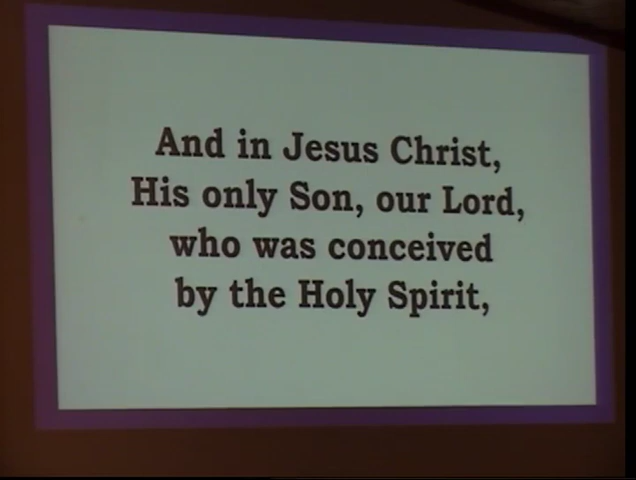 And in Jesus Christ,
His only Son, our Lord,
who was conceived
by the Holy Spirit,